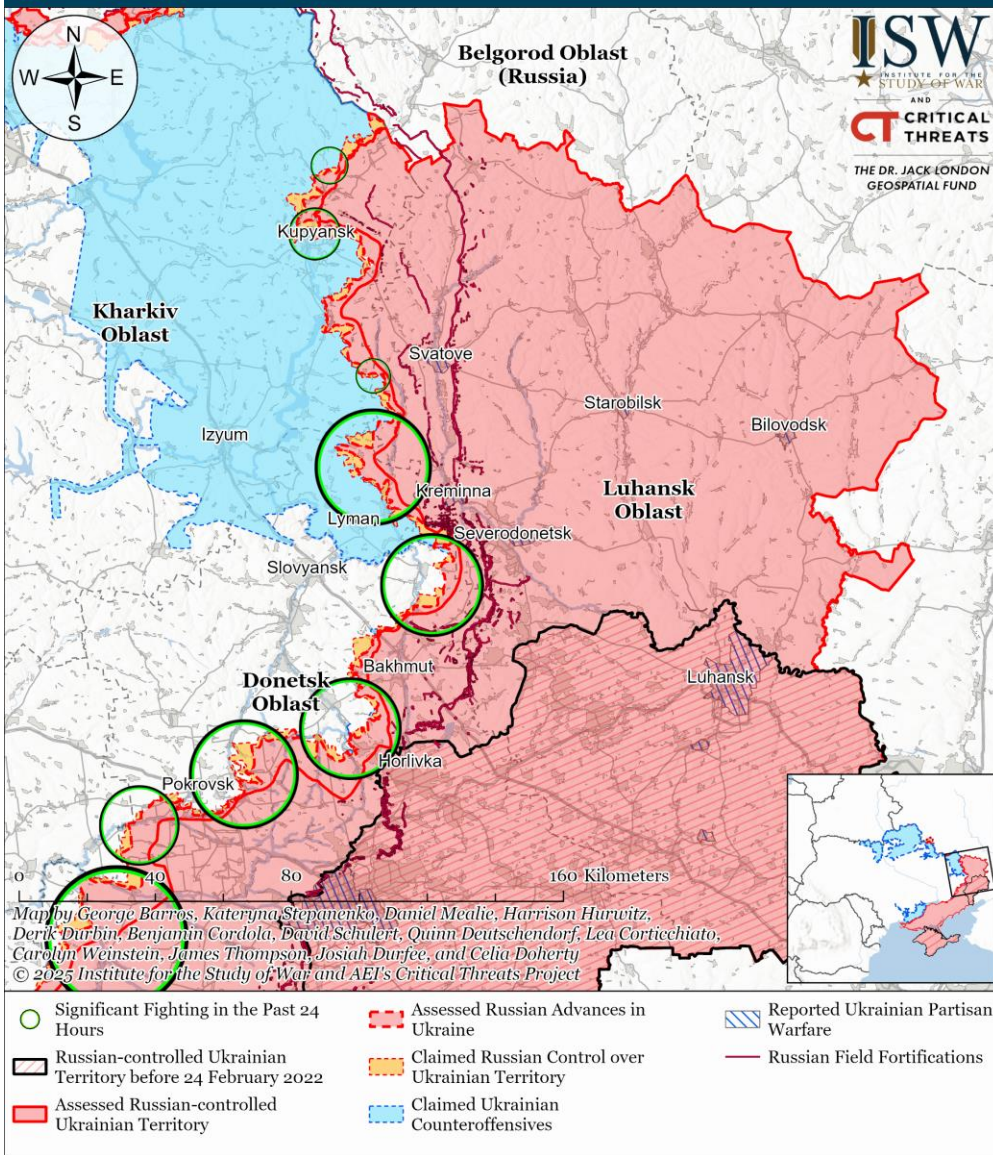 N
W
E
S
Belgorod Oblast
(Russia)
ISW
INSTITUTE FOR THE
STUDY OF WAR
AND
CT CRITICAL
THREATS
THE DR. JACK LONDON
GEOSPATIAL FUND
Kupyansk
Kharkiv
Oblast
Svatove
Starobilsk
Bilovodsk
Izyum
Luhansk
Oblast
Kreminna
Lyman
Severodonetsk
Slovyansk
Bakhmut
Luhansk
Donetsk
Oblast
Horlivka
Pokrovsk
0
40
80
160 Kilometers
Map by George Barros, Kateryna Stepanenko, Daniel Mealie, Harrison Hurwitz,
Derik Durbin, Benjamin Cordola, David Schulert, Quinn Deutschendorf, Lea Corticchiato,
Carolyn Weinstein, James Thompson, Josiah Durfee, and Celia Doherty
© 2025 Institute for the Study of War and AEI's Critical Threats Project
Significant Fighting in the Past 24
Hours
Russian-controlled Ukrainian
Territory before 24 February 2022
Assessed Russian-controlled
Ukrainian Territory
Assessed Russian Advances in
Ukraine
Claimed Russian Control over
Ukrainian Territory
Claimed Ukrainian
Counteroffensives
Reported Ukrainian Partisan
Warfare
Russian Field Fortifications